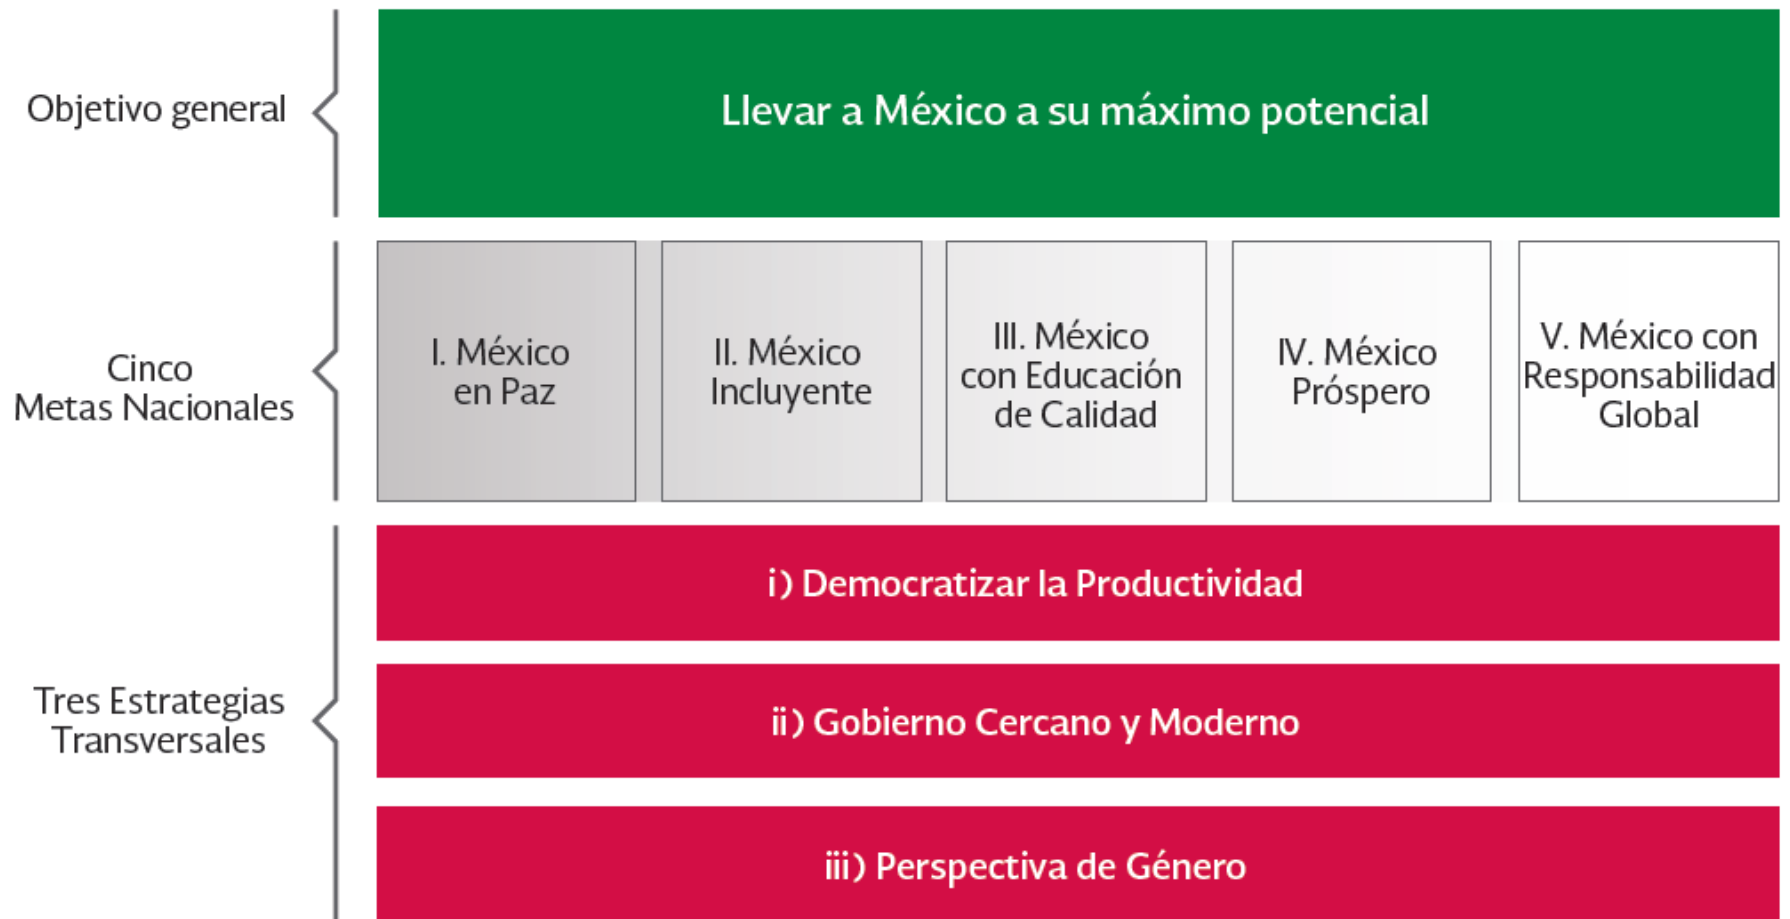 Objetivo general
Llevar a México a su máximo potencial
Cinco
Metas Nacionales
I. México
en Paz
II. México
Incluyente
III. México
con Educación
de Calidad
IV. México
Próspero
V. México con
Responsabilidad
Global
Tres Estrategias
Transversales
i) Democratizar la Productividad
ii) Gobierno Cercano y Moderno
iii) Perspectiva de Género